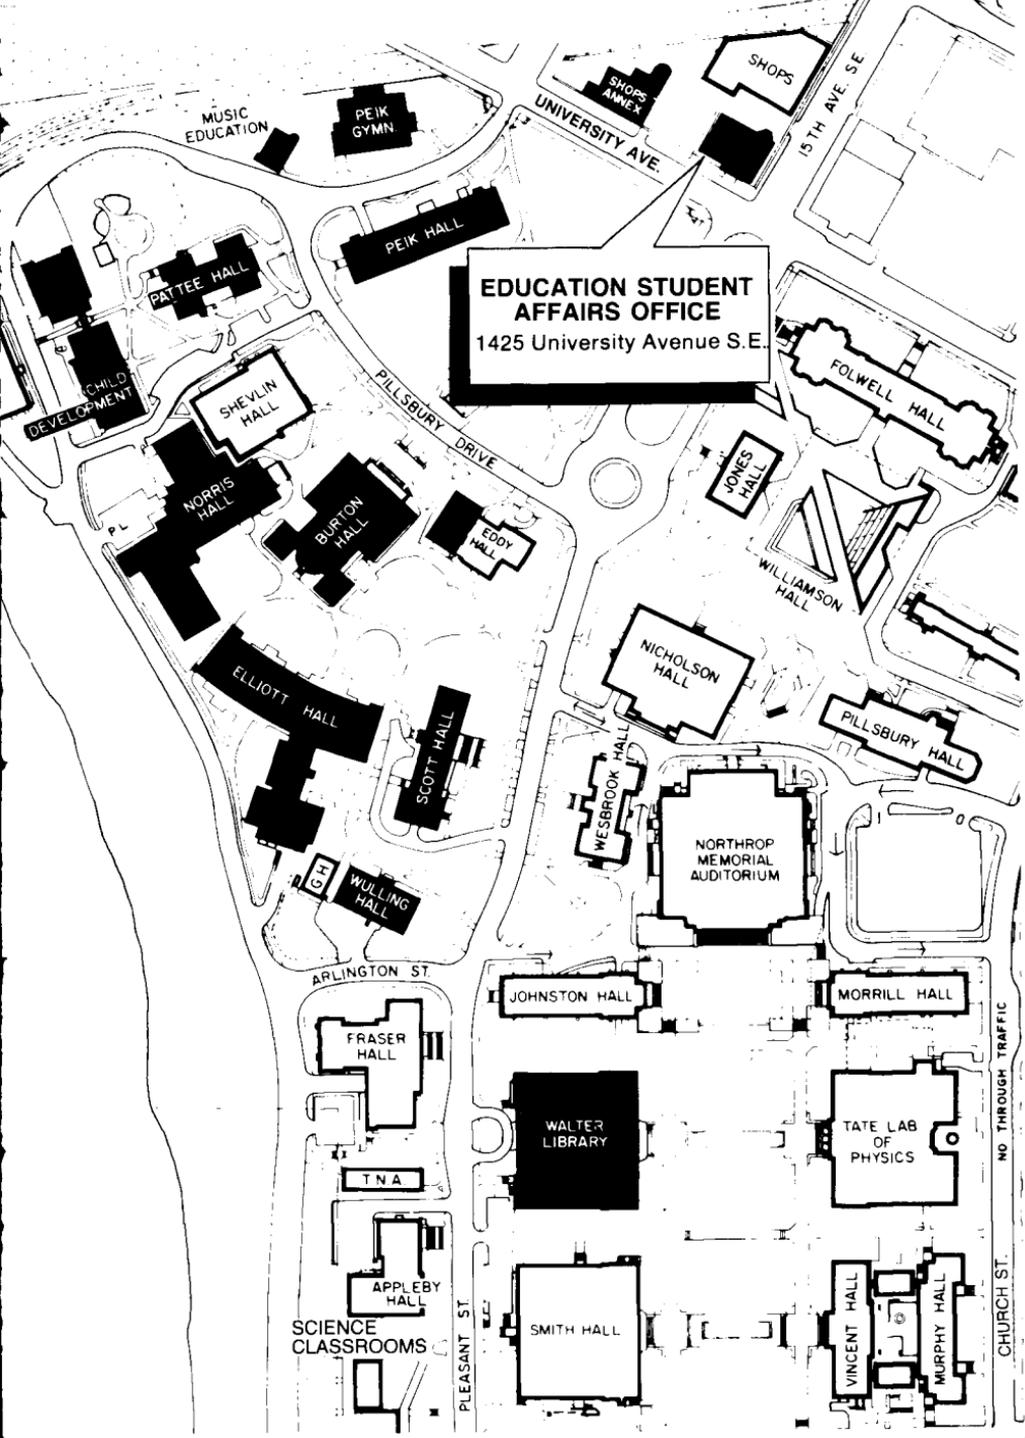 SHOPS
SHOPS
ANNEX
15TH AVE. S E
MUSIC
EDUCATION
PEIK
GYMN.
UNIVERSITY AVE.
PEIK HALL
PATTEE HALL
EDUCATION STUDENT
AFFAIRS OFFICE
1425 University Avenue S.E.
CHILD
DEVELOPMENT
SHEVLIN
HALL
PILLSBURY DRIVE
FOLWELL HALL
JONES
HALL
NORRIS
HALL
BURTON
HALL
EDDY
HALL
P L
WILLIAMSON
HALL
NICHOLSON
HALL
ELLIOTT HALL
SCOTT HALL
PILLSBURY HALL
WESBROOK HALL
NORTHROP
MEMORIAL
AUDITORIUM
G H
WULLING
HALL
ARLINGTON ST.
JOHNSTON HALL
MORRILL HALL
FRASER
HALL
NO THROUGH TRAFFIC
WALTER
LIBRARY
TATE LAB
OF
PHYSICS
T N A
APPLEBY
HALL
SCIENCE
CLASSROOMS
PLEASANT ST.
SMITH HALL
VINCENT HALL
MURPHY HALL
CHURCH ST.